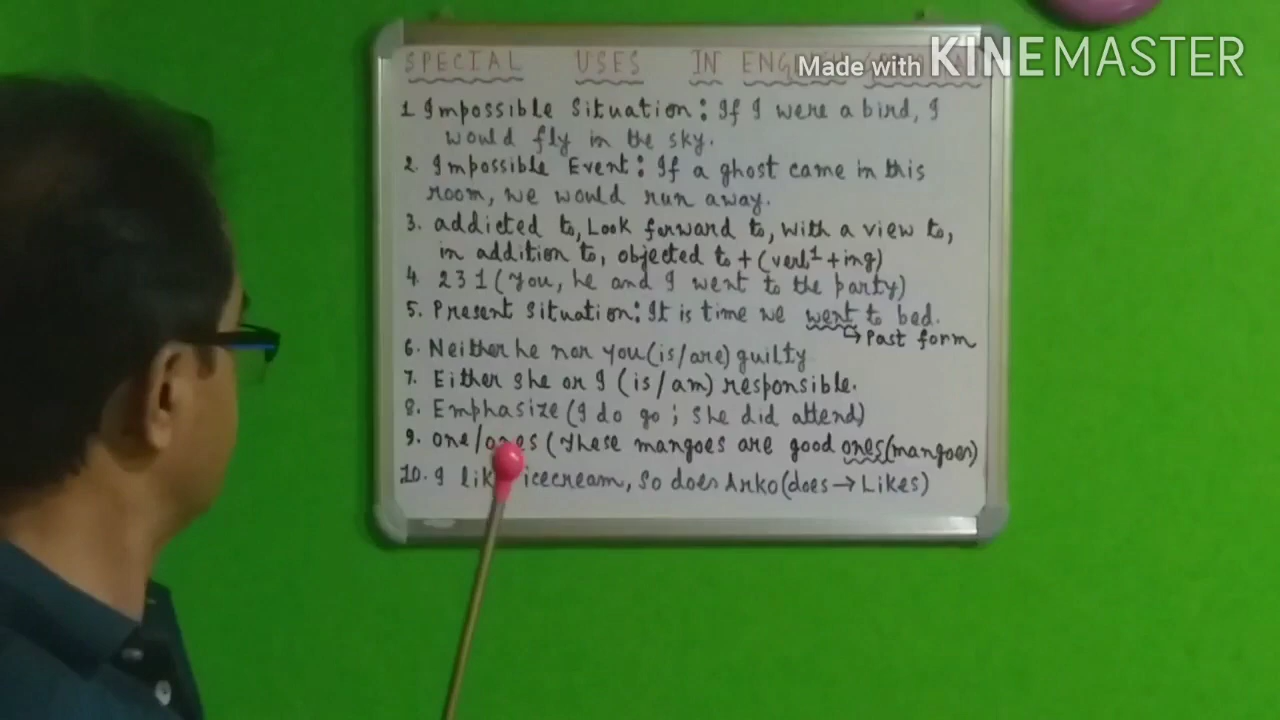 Made with KINEMASTER
SPECIAL USES IN ENGLISH
1. Impossible Situation: If I were a bird, I
would fly in the sky.
2. Impossible Event: If a ghost came in this
room, we would run away.
3. addicted to, Look forward to, with a view to,
in addition to, objected to + (verb¹ + ing)
4. 2 3 1 (You, he and I went to the party)
5. Present Situation: It is time we went to bed.
↳ Past form
6. Neither he nor you (is/are) guilty
7. Either she or I (is/am) responsible.
8. Emphasize (I do go; She did attend)
9. one/ones (These mangoes are good ones (mangoes)
10. I like icecream, So does Arko (does → Likes)